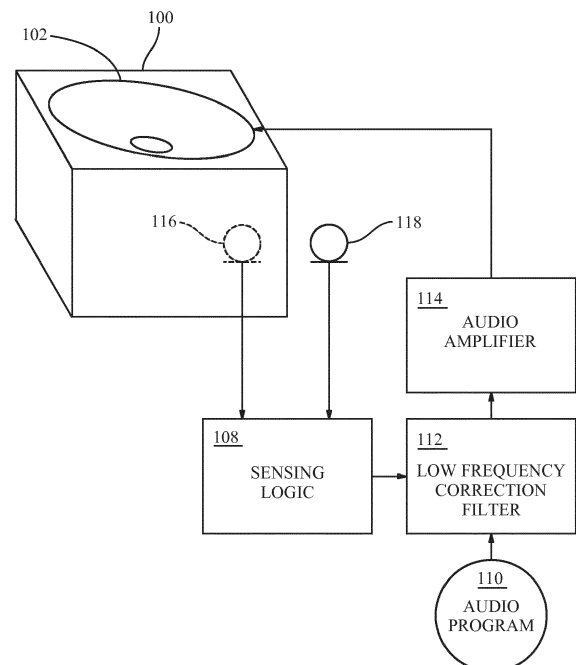 100
102
116
118
114
AUDIO
AMPLIFIER
108
SENSING
LOGIC
112
LOW FREQUENCY
CORRECTION
FILTER
110
AUDIO
PROGRAM